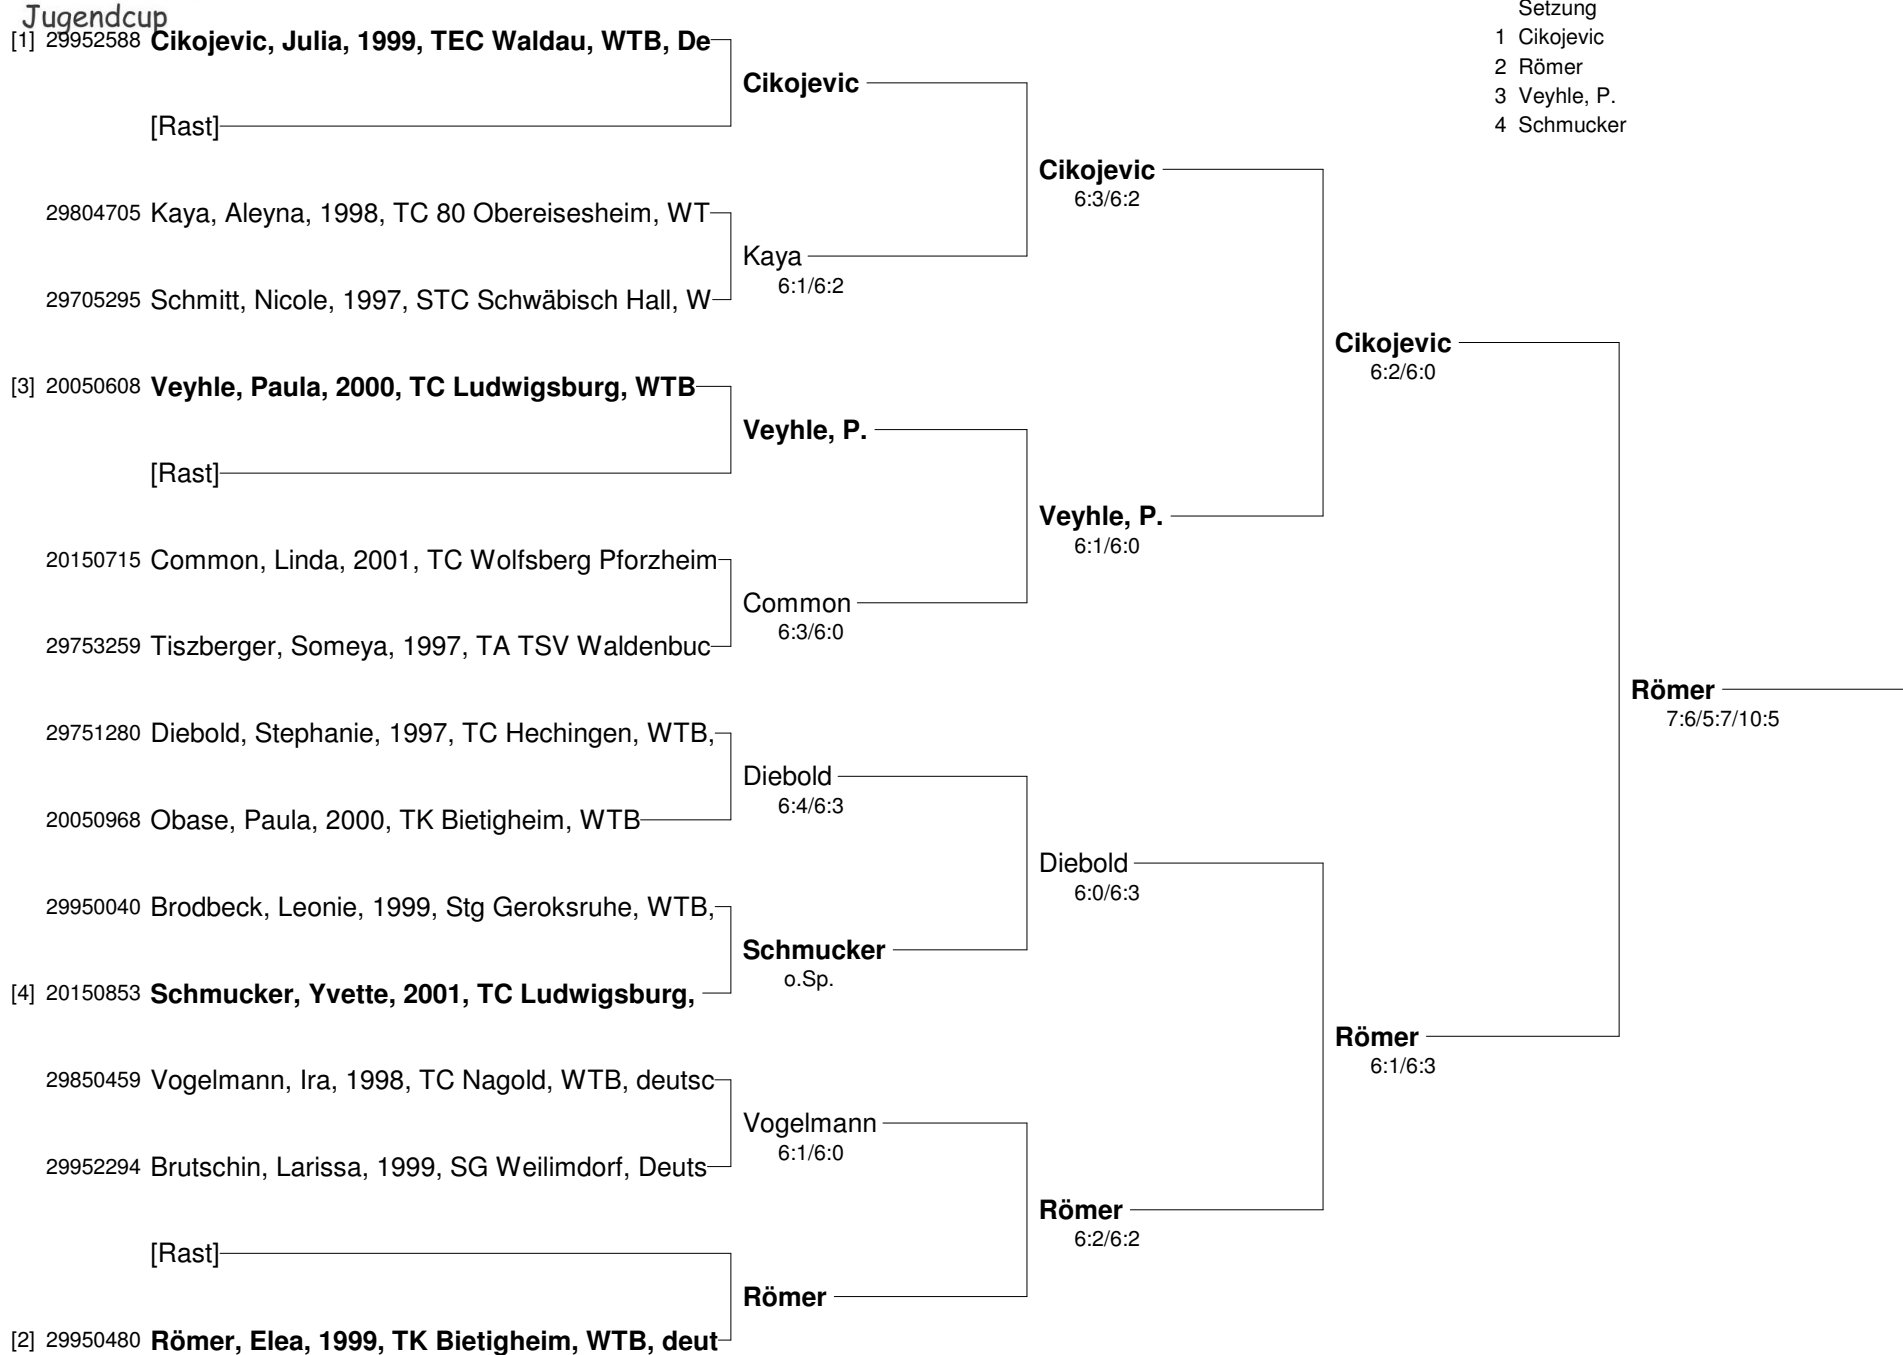 Jugendcup
Setzung
1 Cikojevic
2 Römer
3 Veyhle, P.
4 Schmucker
[1] 29952588 Cikojevic, Julia, 1999, TEC Waldau, WTB, De
Cikojevic
[Rast]
Cikojevic
6:3/6:2
29804705 Kaya, Aleyna, 1998, TC 80 Obereisesheim, WT
Kaya
6:1/6:2
29705295 Schmitt, Nicole, 1997, STC Schwäbisch Hall, W
Cikojevic
6:2/6:0
[3] 20050608 Veyhle, Paula, 2000, TC Ludwigsburg, WTB
Veyhle, P.
[Rast]
Veyhle, P.
6:1/6:0
20150715 Common, Linda, 2001, TC Wolfsberg Pforzheim
Common
6:3/6:0
29753259 Tiszberger, Someya, 1997, TA TSV Waldenbuc
Römer
7:6/5:7/10:5
29751280 Diebold, Stephanie, 1997, TC Hechingen, WTB,
Diebold
6:4/6:3
20050968 Obase, Paula, 2000, TK Bietigheim, WTB
Diebold
6:0/6:3
29950040 Brodbeck, Leonie, 1999, Stg Geroksruhe, WTB,
Schmucker
o.Sp.
[4] 20150853 Schmucker, Yvette, 2001, TC Ludwigsburg,
Römer
6:1/6:3
29850459 Vogelmann, Ira, 1998, TC Nagold, WTB, deutsc
Vogelmann
6:1/6:0
29952294 Brutschin, Larissa, 1999, SG Weilimdorf, Deuts
Römer
6:2/6:2
[Rast]
Römer
[2] 29950480 Römer, Elea, 1999, TK Bietigheim, WTB, deut